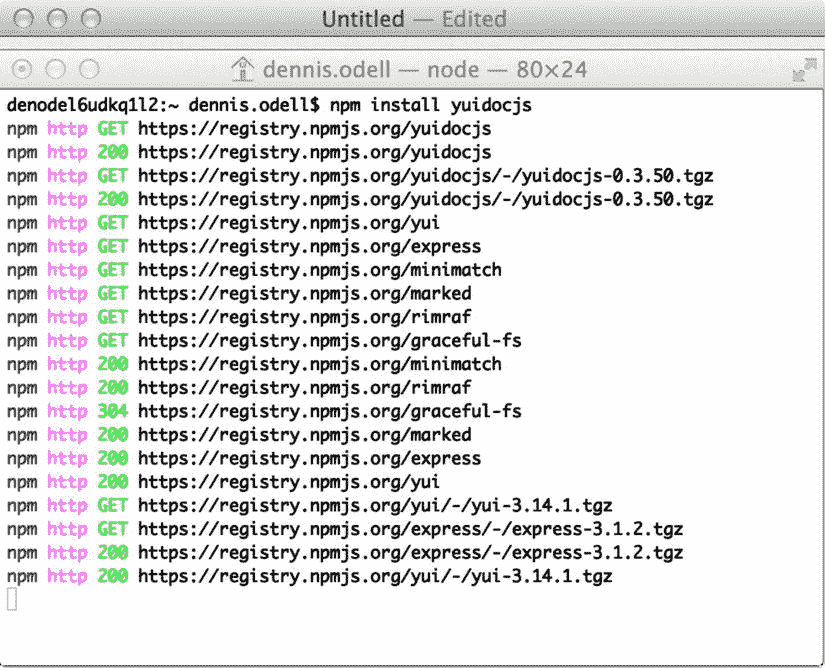 Untitled — Edited
dennis.odell — node — 80×24
denodel6udkq1l2:~ dennis.odell$ npm install yuidocjs
npm http GET https://registry.npmjs.org/yuidocjs
npm http 200 https://registry.npmjs.org/yuidocjs
npm http GET https://registry.npmjs.org/yuidocjs/-/yuidocjs-0.3.50.tgz
npm http 200 https://registry.npmjs.org/yuidocjs/-/yuidocjs-0.3.50.tgz
npm http GET https://registry.npmjs.org/yui
npm http GET https://registry.npmjs.org/express
npm http GET https://registry.npmjs.org/minimatch
npm http GET https://registry.npmjs.org/marked
npm http GET https://registry.npmjs.org/rimraf
npm http GET https://registry.npmjs.org/graceful-fs
npm http 200 https://registry.npmjs.org/minimatch
npm http 200 https://registry.npmjs.org/rimraf
npm http 304 https://registry.npmjs.org/graceful-fs
npm http 200 https://registry.npmjs.org/marked
npm http 200 https://registry.npmjs.org/express
npm http 200 https://registry.npmjs.org/yui
npm http GET https://registry.npmjs.org/yui/-/yui-3.14.1.tgz
npm http GET https://registry.npmjs.org/express/-/express-3.1.2.tgz
npm http 200 https://registry.npmjs.org/express/-/express-3.1.2.tgz
npm http 200 https://registry.npmjs.org/yui/-/yui-3.14.1.tgz